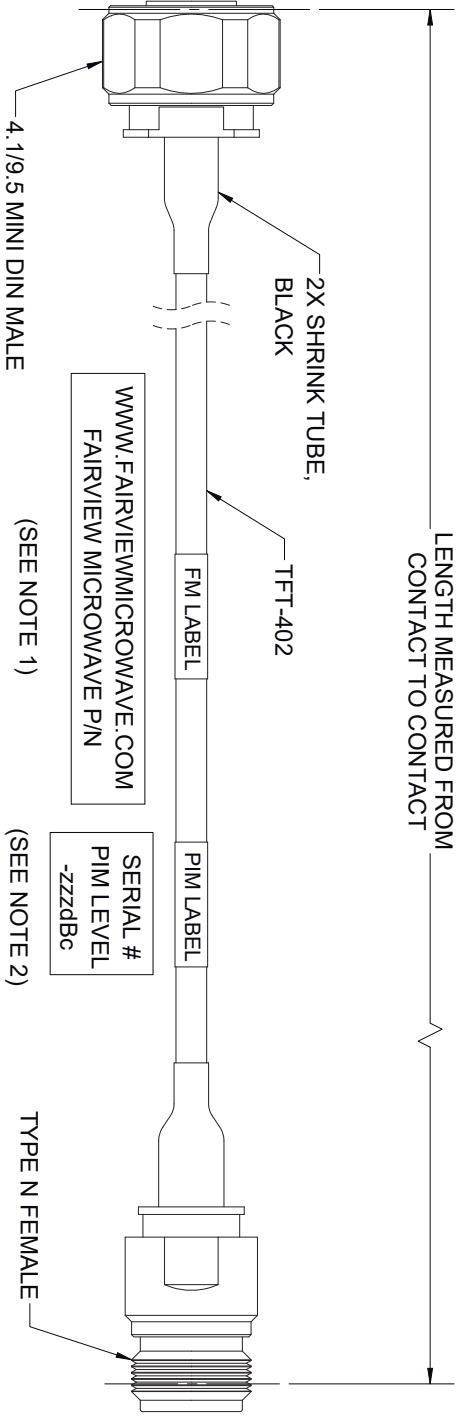 LENGTH MEASURED FROM
CONTACT TO CONTACT
2X SHRINK TUBE,
BLACK
TFT-402
FM LABEL
PIM LABEL
4.1/9.5 MINI DIN MALE
WWW.FAIRVIEWMICROWAVE.COM
FAIRVIEW MICROWAVE P/N
(SEE NOTE 1)
SERIAL #
PIM LEVEL
-zzzdBc
(SEE NOTE 2)
TYPE N FEMALE